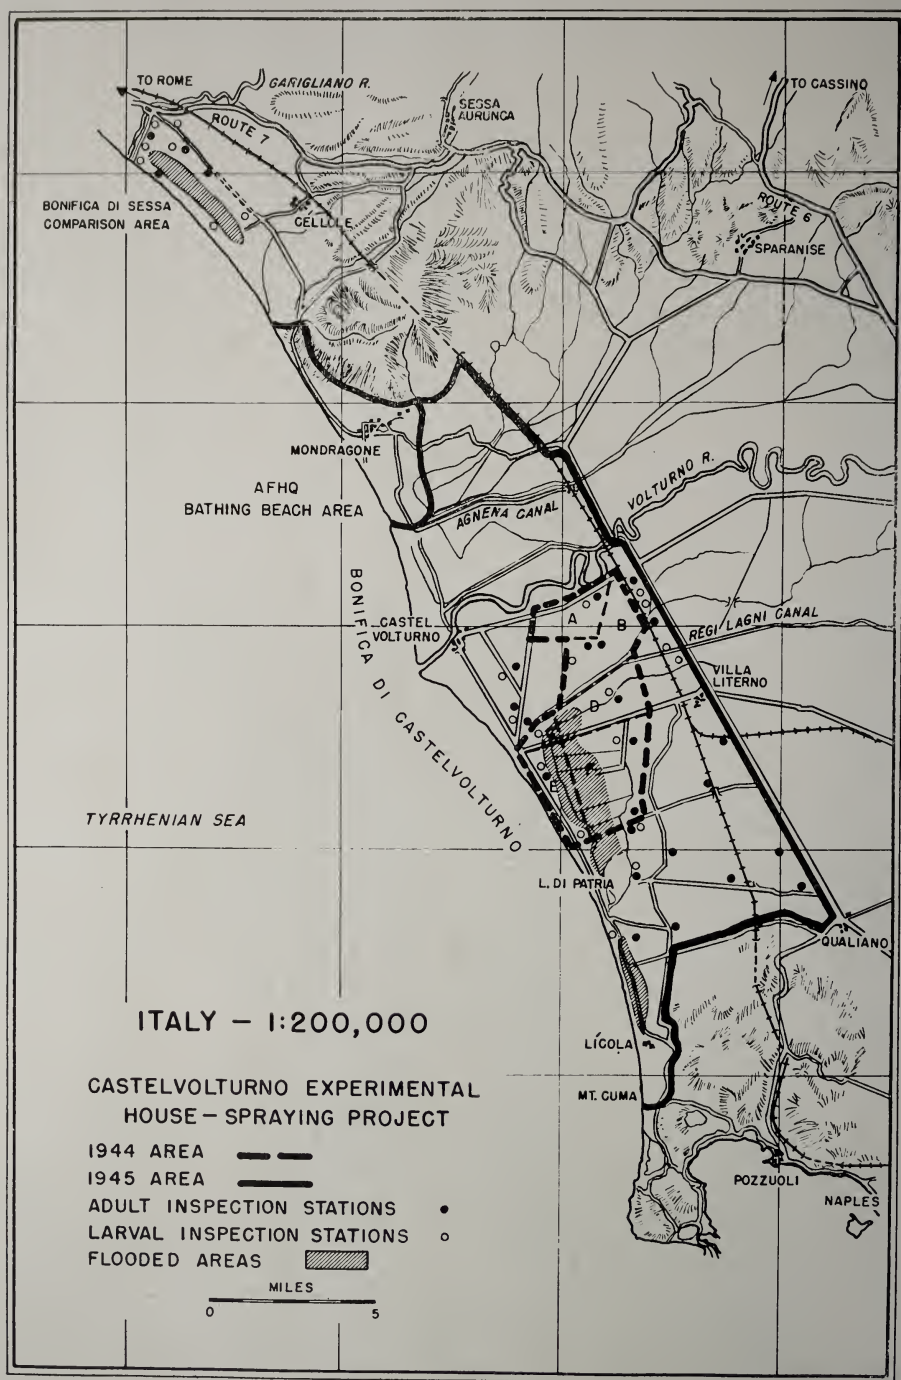 TO ROME
GARIGLIANO R.
TO CASSINO
SESSA
AURUNCA
ROUTE 7
BONIFICA DI SESSA
COMPARISON AREA
CELLULE
ROUTE 6
SPARANISE
MONDRAGONE
AFHQ
BATHING BEACH AREA
AGNENA CANAL
VOLTURNO R.
BONIFICA DI CASTELVOLTURNO
CASTEL
VOLTURNO
A
B
REGI LAGNI CANAL
VILLA
LITERNO
D
E
TYRRHENIAN SEA
L. DI PATRIA
QUALIANO
ITALY – 1:200,000
LICOLA
CASTELVOLTURNO EXPERIMENTAL
HOUSE – SPRAYING PROJECT
MT. CUMA
1944 AREA
1945 AREA
ADULT INSPECTION STATIONS
LARVAL INSPECTION STATIONS
FLOODED AREAS
POZZUOLI
NAPLES
MILES
0 5